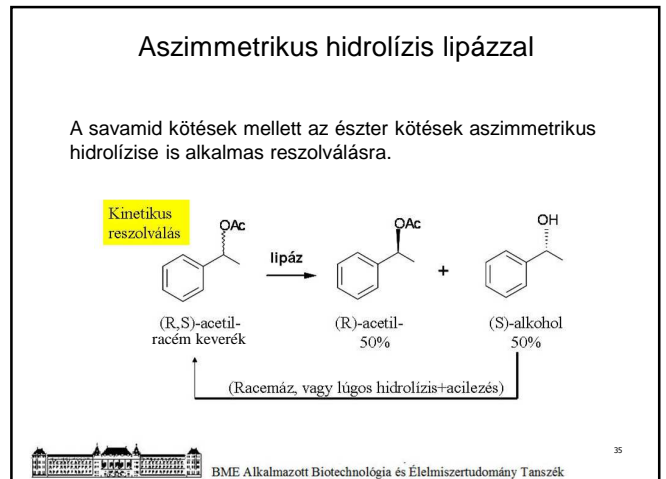 Aszimmetrikus hidrolízis lipázzal
A savamid kötések mellett az észter kötések aszimmetrikus
hidrolízise is alkalmas reszolválásra.
Kinetikus
reszolválás
OAc
lipáz
OAc
+
OH
(R,S)-acetil-
racém keverék
(R)-acetil-
50%
(S)-alkohol
50%
(Racemáz, vagy lúgos hidrolízis+acilezés)
35
BME Alkalmazott Biotechnológia és Élelmiszertudomány Tanszék